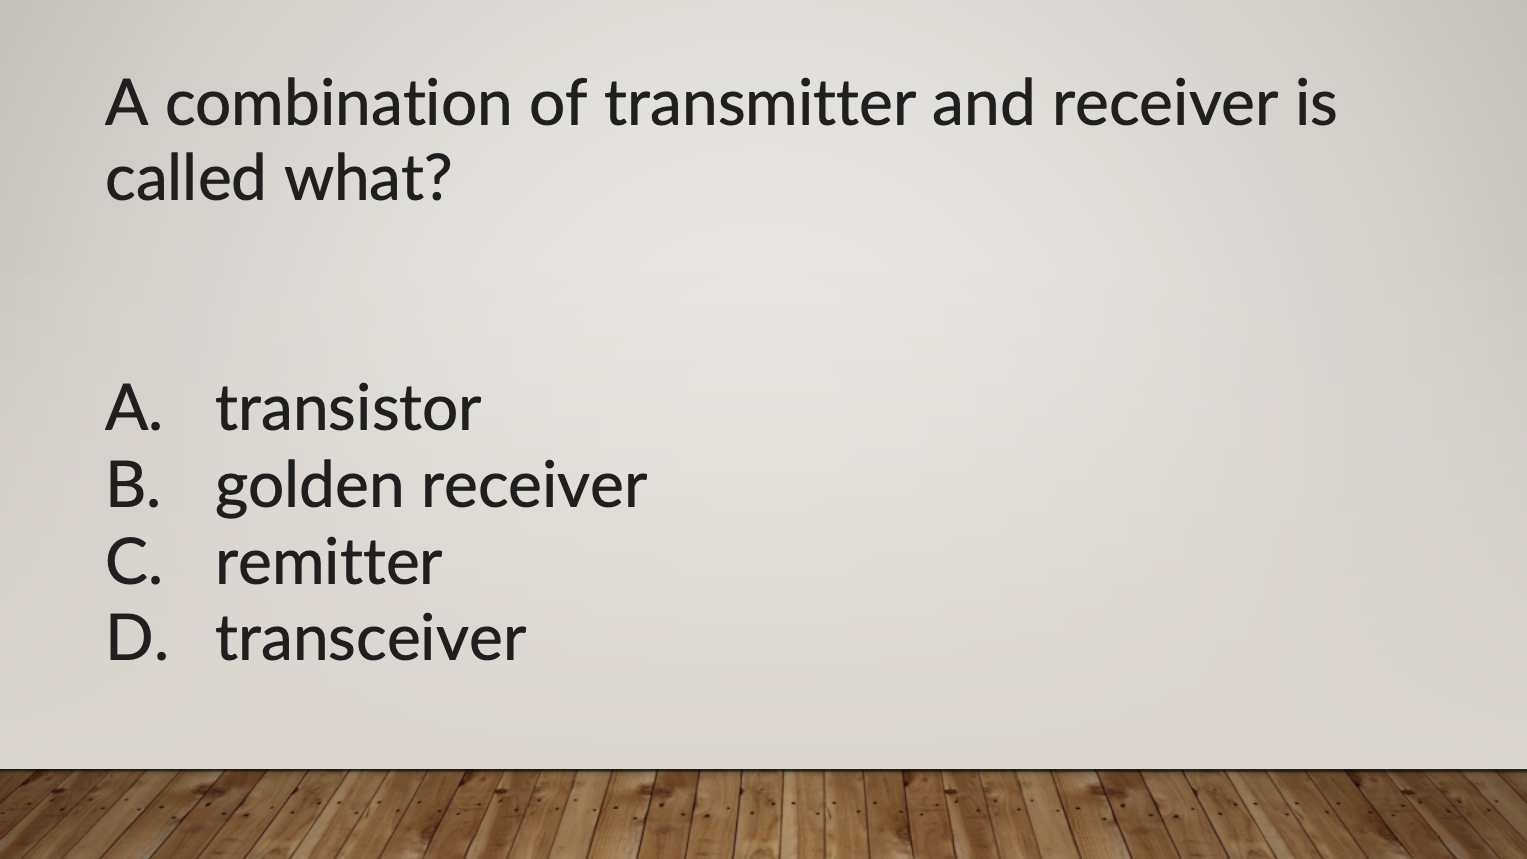 A combination of transmitter and receiver is
called what?
A. transistor
B. golden receiver
C. remitter
D. transceiver